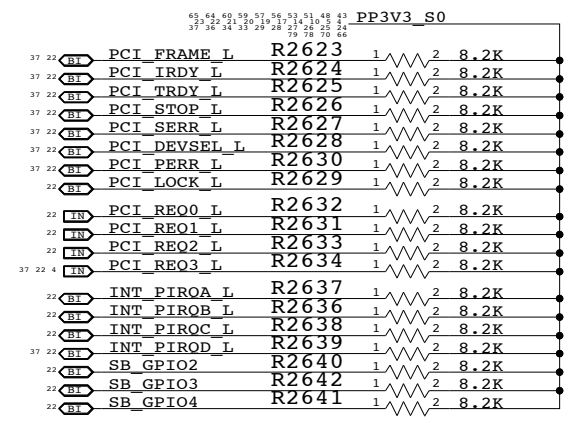 65 64 60 59 57 56 53 51 48 43
23 22 21 20 19 17 14 10 5 4
37 36 34 33 29 28 27 26 25 24
79 78 70 66
PP3V3_S0
37 22 BI PCI_FRAME_L R2623 1 2 8.2K
37 22 BI PCI_IRDY_L R2624 1 2 8.2K
37 22 BI PCI_TRDY_L R2625 1 2 8.2K
37 22 BI PCI_STOP_L R2626 1 2 8.2K
37 22 BI PCI_SERR_L R2627 1 2 8.2K
37 22 BI PCI_DEVSEL_L R2628 1 2 8.2K
37 22 BI PCI_PERR_L R2630 1 2 8.2K
22 BI PCI_LOCK_L R2629 1 2 8.2K
22 IN PCI_REQ0_L R2632 1 2 8.2K
22 IN PCI_REQ1_L R2631 1 2 8.2K
22 IN PCI_REQ2_L R2633 1 2 8.2K
37 22 4 IN PCI_REQ3_L R2634 1 2 8.2K
22 BI INT_PIRQA_L R2637 1 2 8.2K
22 BI INT_PIRQB_L R2636 1 2 8.2K
22 BI INT_PIRQC_L R2638 1 2 8.2K
37 22 BI INT_PIRQD_L R2639 1 2 8.2K
22 BI SB_GPIO2 R2640 1 2 8.2K
22 BI SB_GPIO3 R2642 1 2 8.2K
22 BI SB_GPIO4 R2641 1 2 8.2K